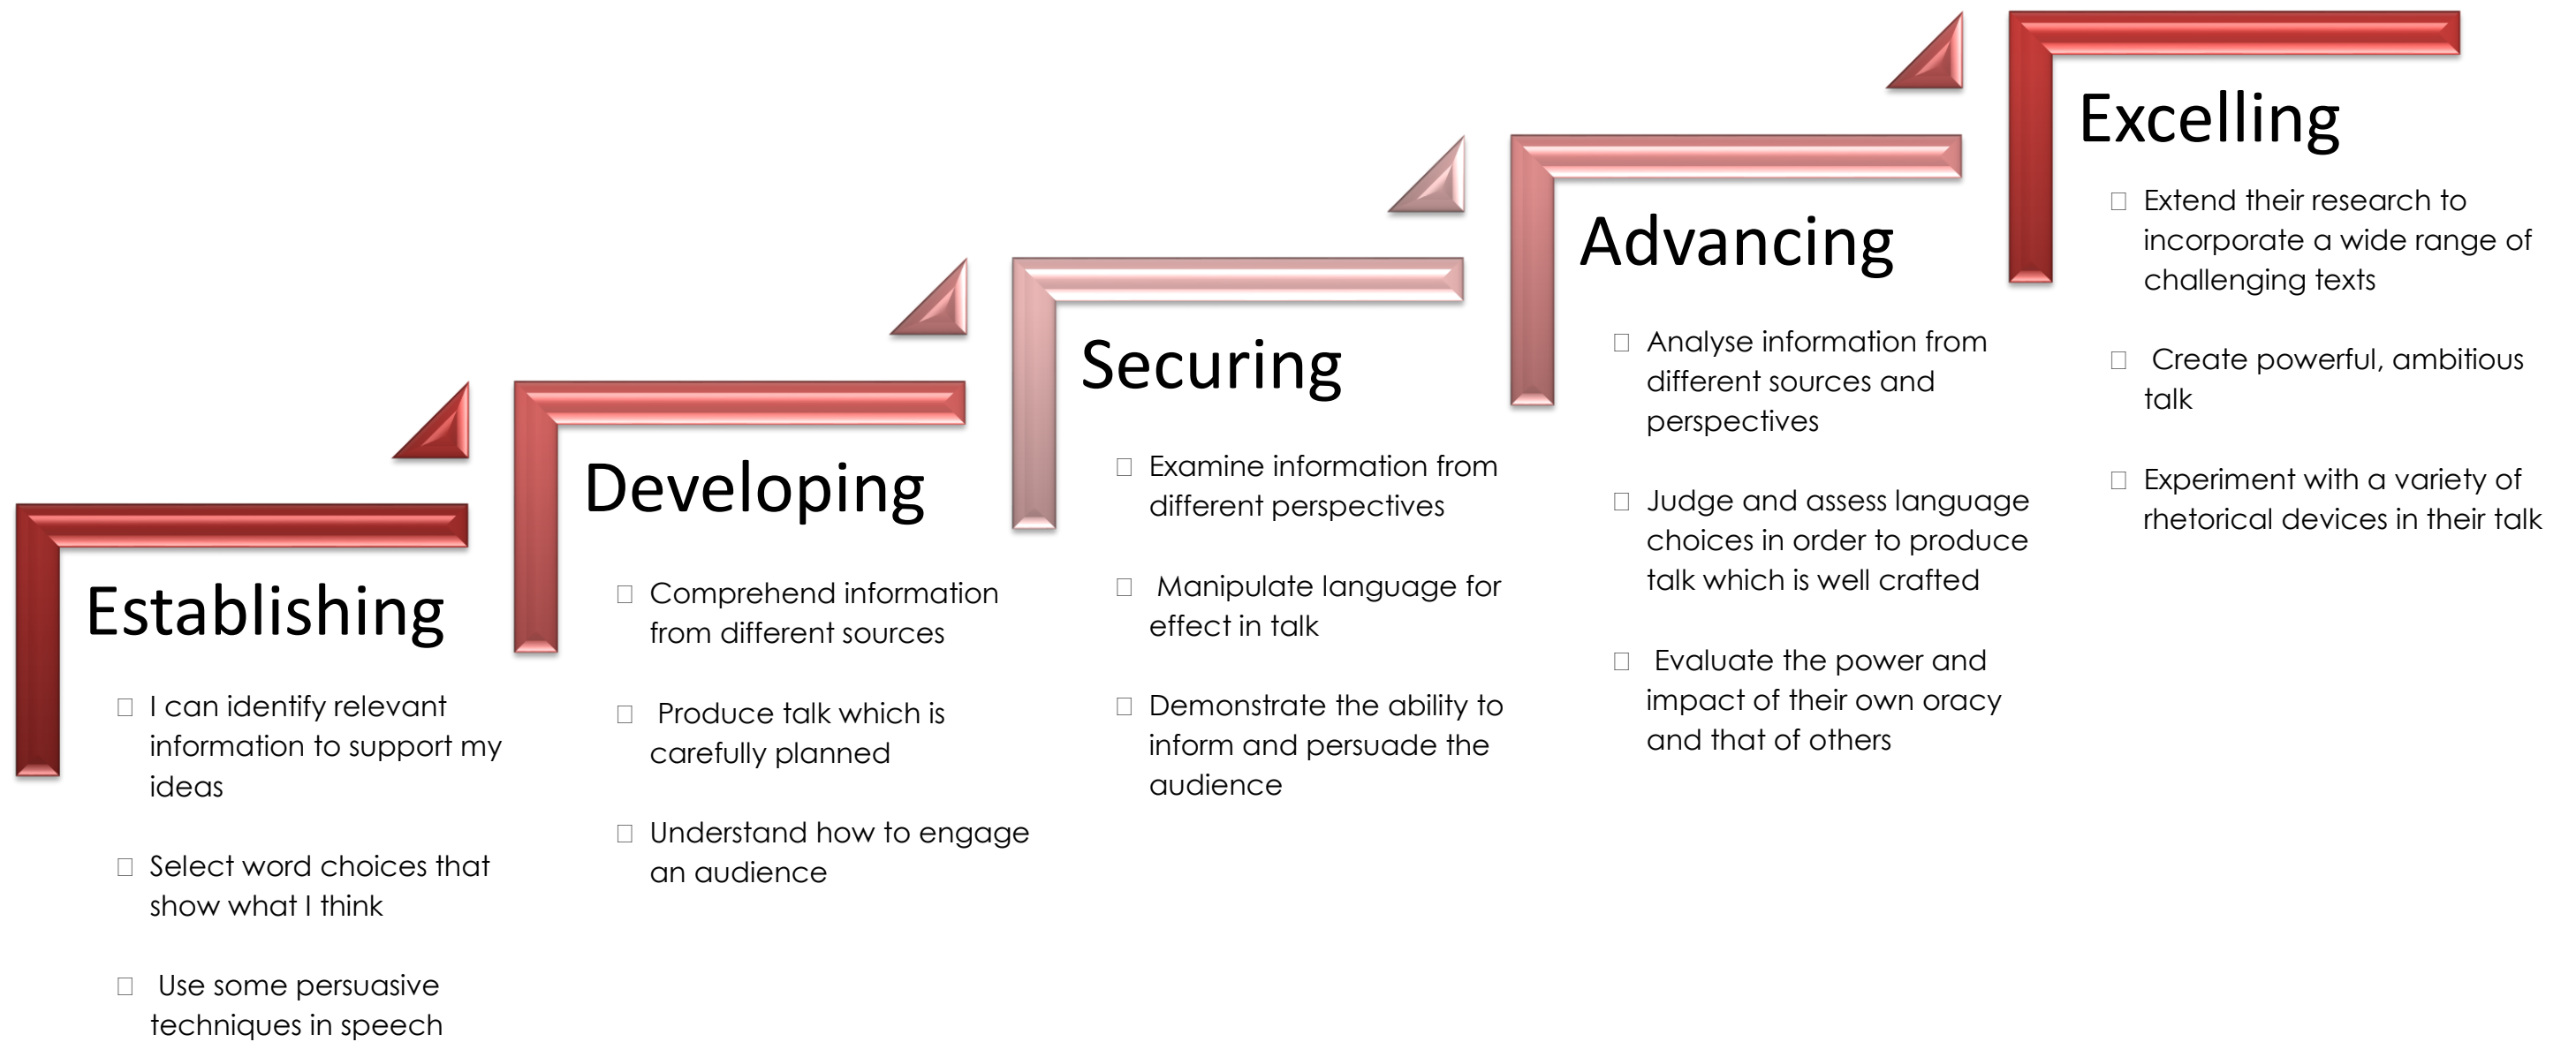 Establishing
I can identify relevant
information to support my
ideas
Select word choices that
show what I think
Use some persuasive
techniques in speech
Developing
Comprehend information
from different sources
Produce talk which is
carefully planned
Understand how to engage
an audience
Securing
Examine information from
different perspectives
Manipulate language for
effect in talk
Demonstrate the ability to
inform and persuade the
audience
Advancing
Analyse information from
different sources and
perspectives
Judge and assess language
choices in order to produce
talk which is well crafted
Evaluate the power and
impact of their own oracy
and that of others
Excelling
Extend their research to
incorporate a wide range of
challenging texts
Create powerful, ambitious
talk
Experiment with a variety of
rhetorical devices in their talk